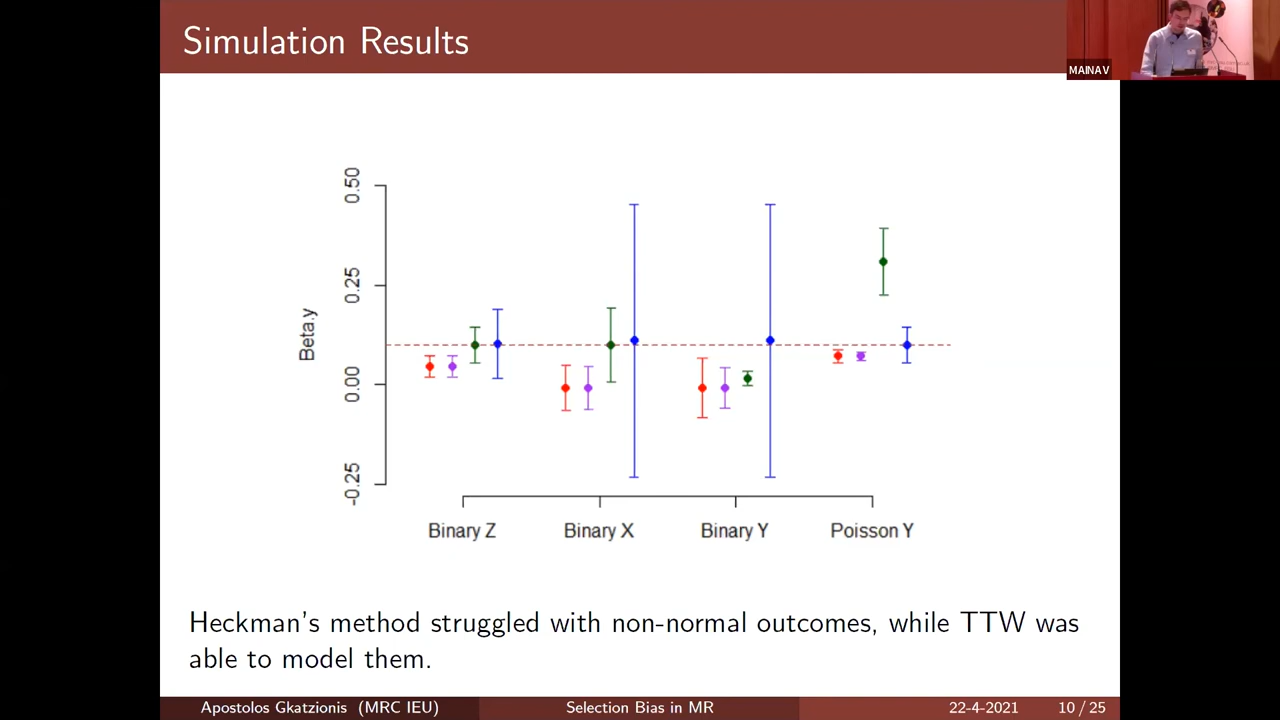 Simulation Results
MAINAV
0.50
0.25
0.00
-0.25
Beta.y
Binary Z
Binary X
Binary Y
Poisson Y
Heckman's method struggled with non-normal outcomes, while TTW was
able to model them.
Apostolos Gkatzionis (MRC IEU)
Selection Bias in MR
22-4-2021
10 / 25